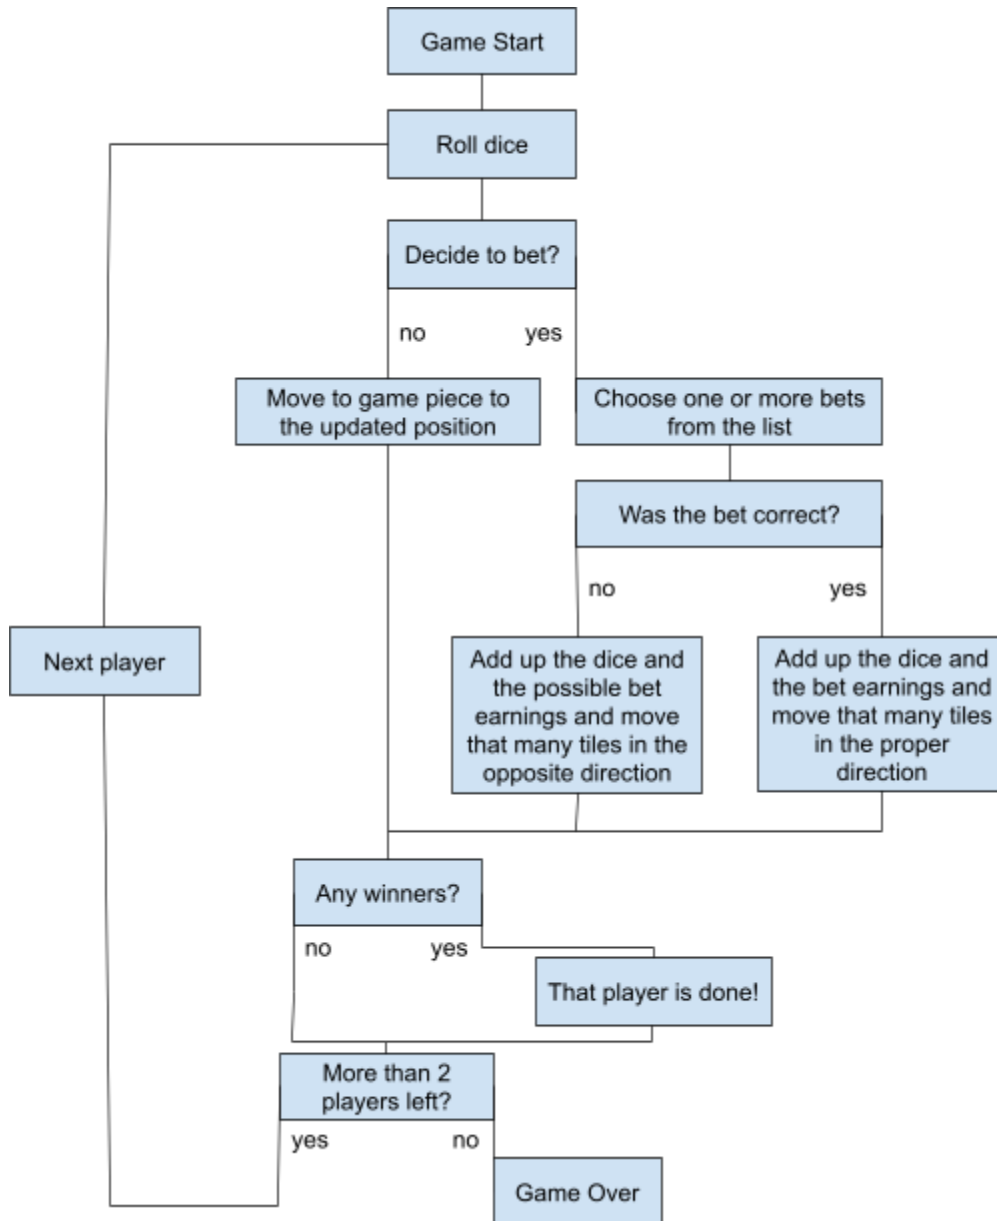 Game Start
Roll dice
Decide to bet?
no
yes
Move to game piece to
the updated position
Choose one or more bets
from the list
Was the bet correct?
no
yes
Next player
Add up the dice and
the possible bet
earnings and move
that many tiles in the
opposite direction
Add up the dice and
the bet earnings and
move that many tiles
in the proper
direction
Any winners?
no
yes
That player is done!
More than 2
players left?
yes
no
Game Over